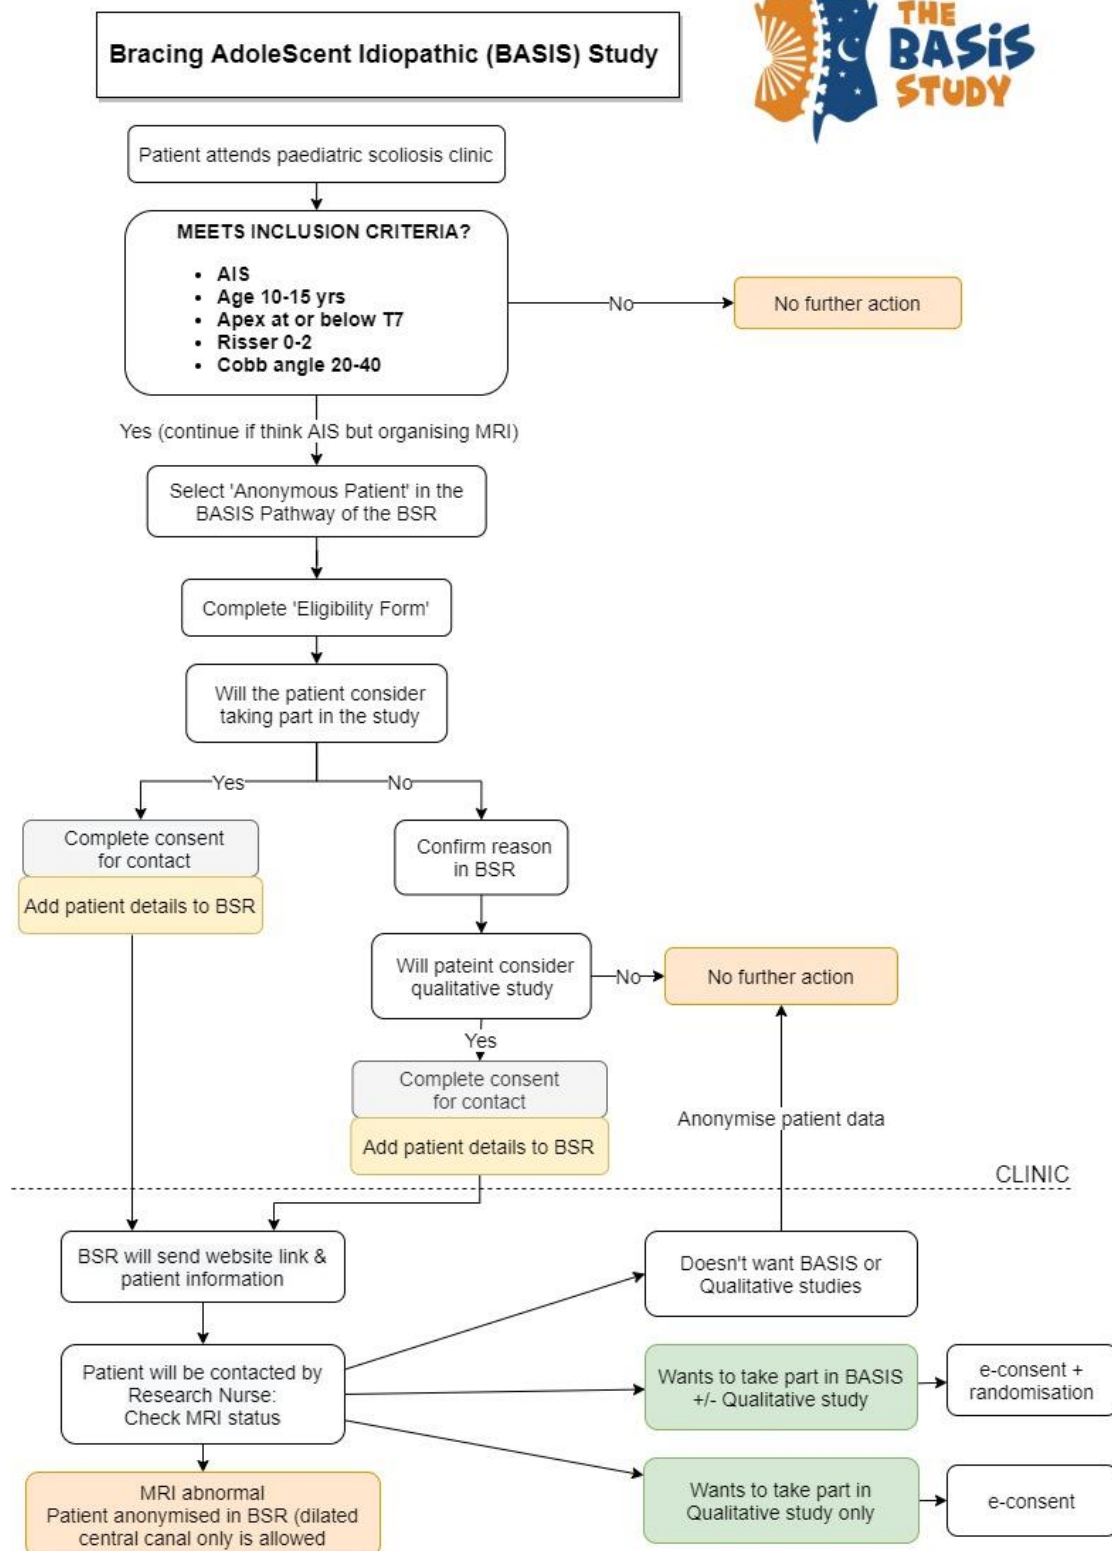 Bracing AdoleScent Idiopathic (BASIS) Study
THE
BASiS
STUDY
Patient attends paediatric scoliosis clinic
MEETS INCLUSION CRITERIA?
• AIS
• Age 10-15 yrs
• Apex at or below T7
• Risser 0-2
• Cobb angle 20-40
No
No further action
Yes (continue if think AIS but organising MRI)
Select 'Anonymous Patient' in the
BASIS Pathway of the BSR
Complete 'Eligibility Form'
Will the patient consider
taking part in the study
Yes
No
Complete consent
for contact
Add patient details to BSR
Confirm reason
in BSR
Will pateint consider
qualitative study
No
No further action
Yes
Complete consent
for contact
Add patient details to BSR
Anonymise patient data
CLINIC
BSR will send website link &
patient information
Doesn't want BASIS or
Qualitative studies
Patient will be contacted by
Research Nurse:
Check MRI status
Wants to take part in BASIS
+/- Qualitative study
e-consent +
randomisation
MRI abnormal
Patient anonymised in BSR (dilated
central canal only is allowed
Wants to take part in
Qualitative study only
e-consent